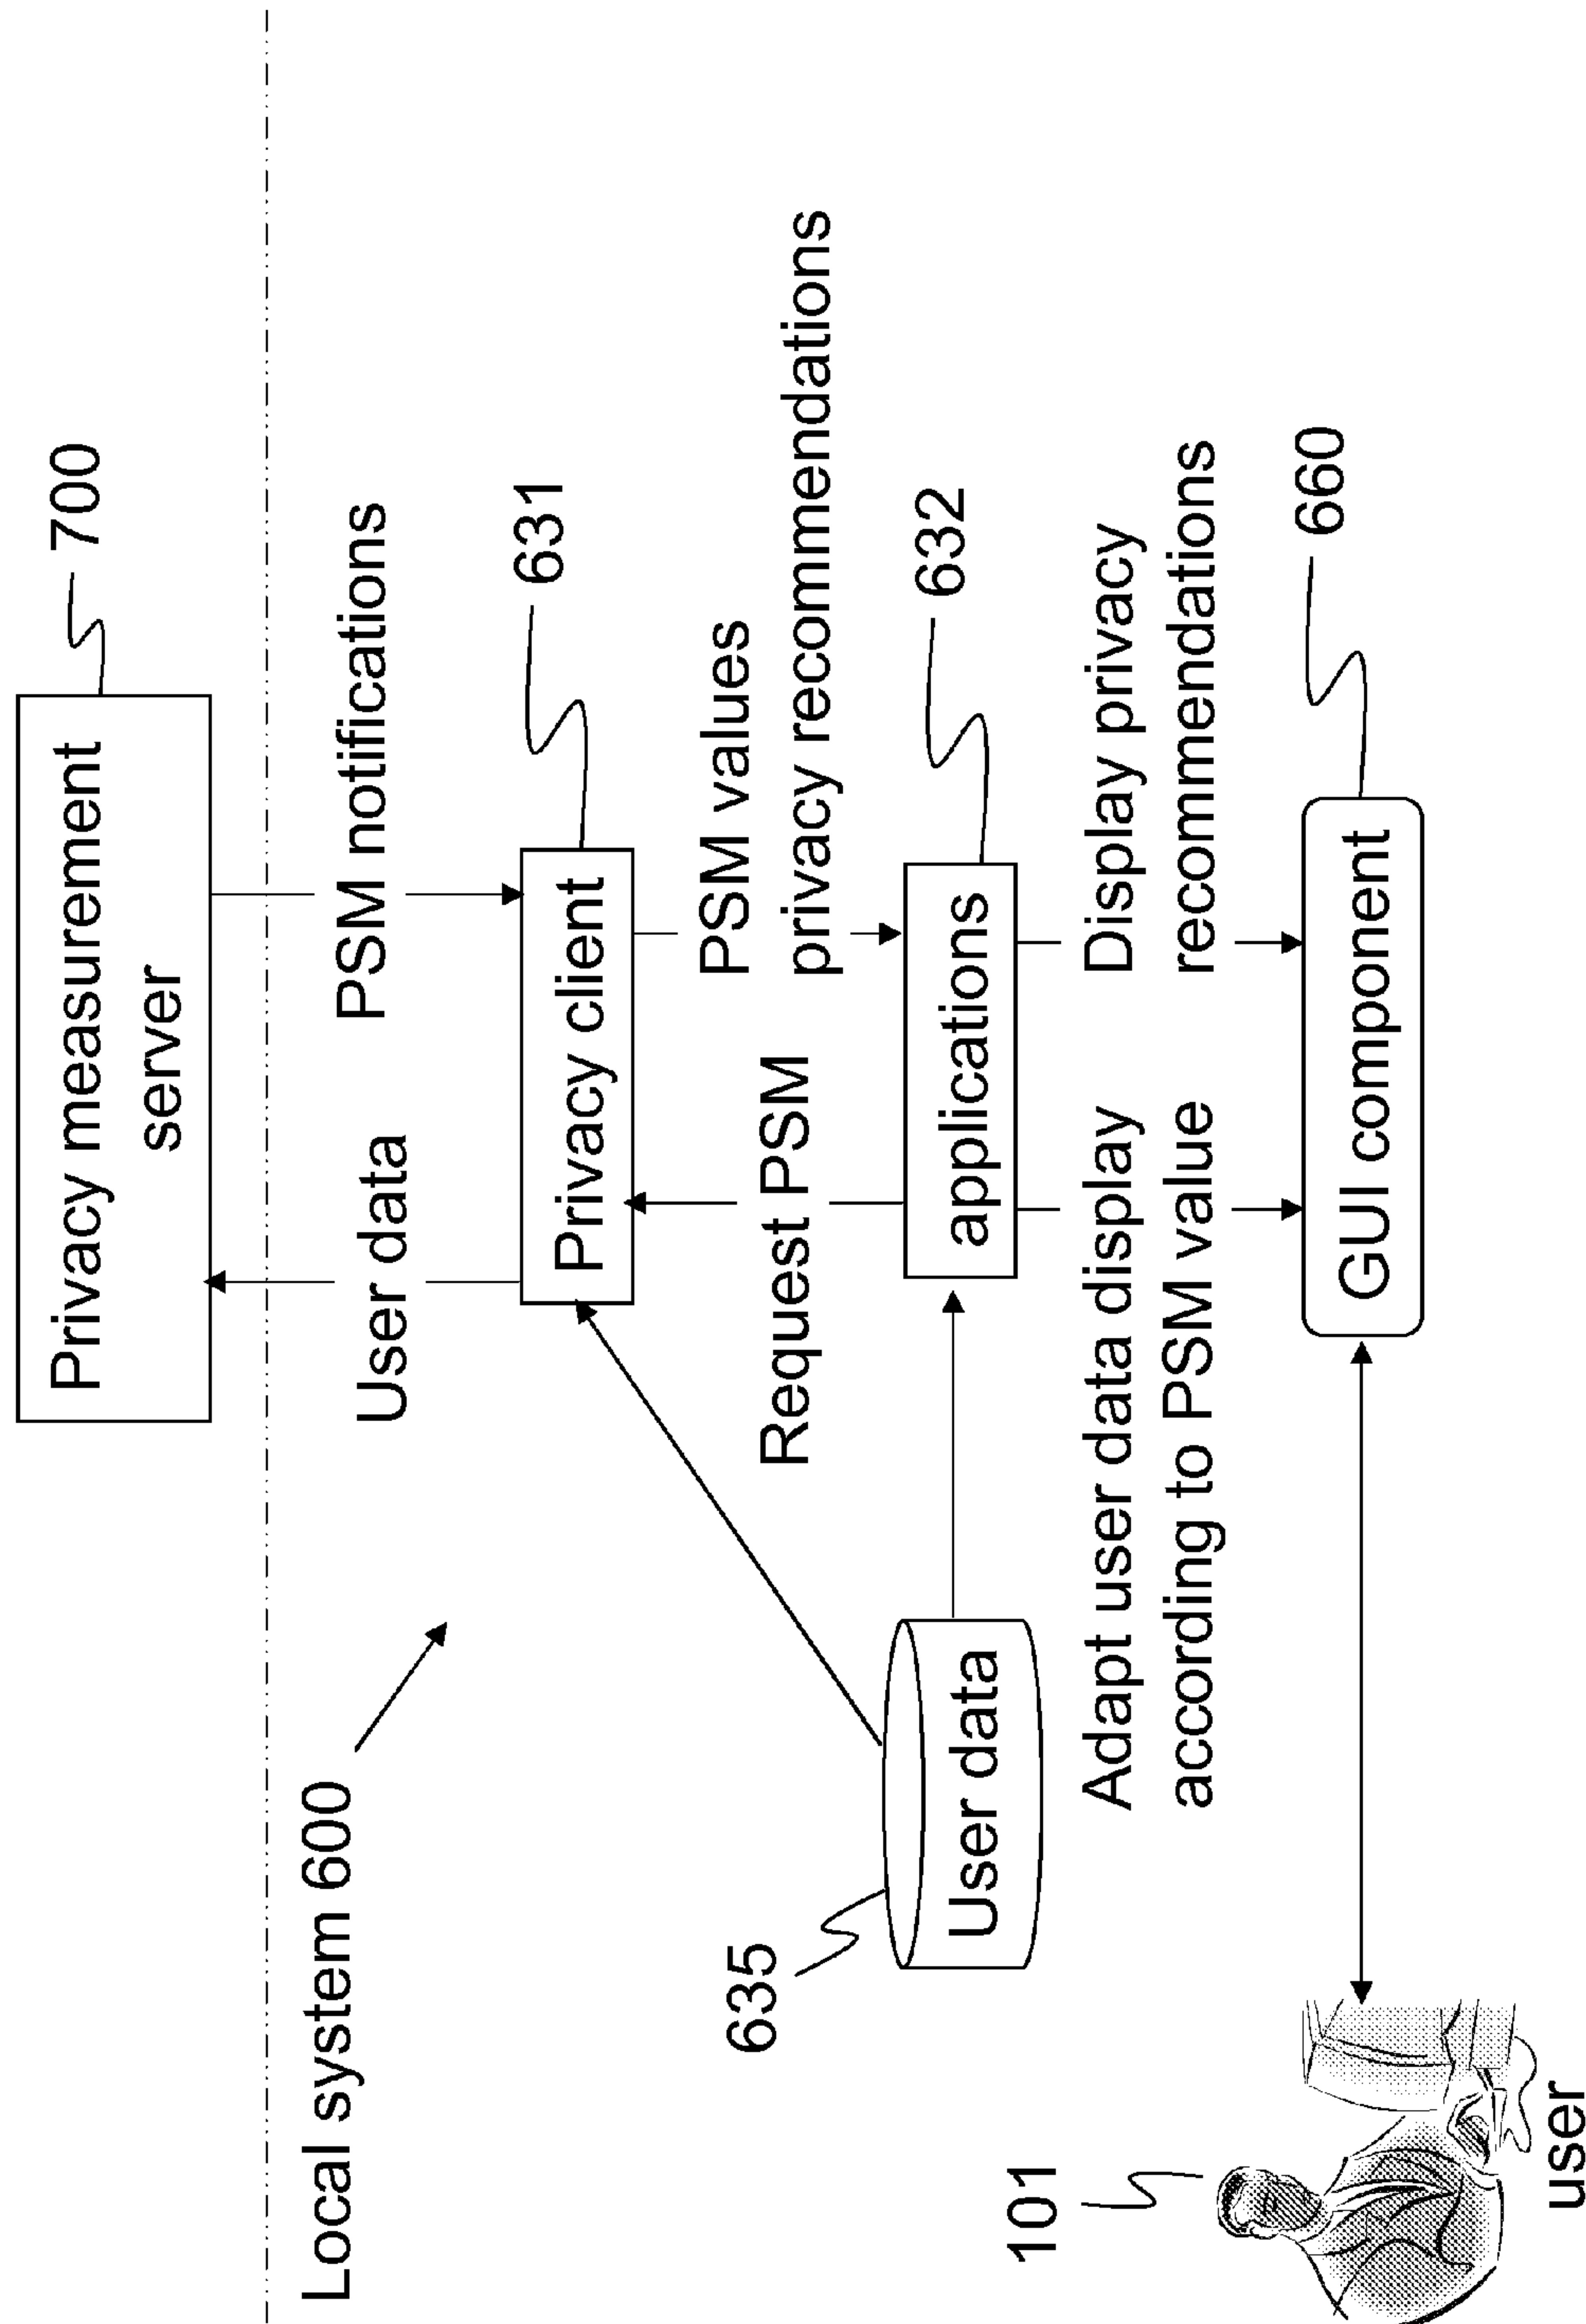 Privacy measurement
server
700
Local system 600
User data
PSM notifications
Privacy client
631
Request PSM
PSM values
privacy recommendations
635
User data
applications
632
Adapt user data display
according to PSM value
Display privacy
recommendations
101
user
GUI component
660